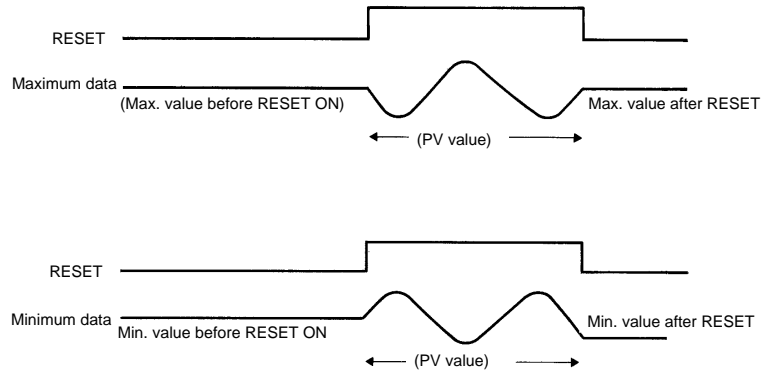 RESET
Maximum data
(Max. value before RESET ON)
Max. value after RESET
(PV value)
RESET
Minimum data
Min. value before RESET ON
Min. value after RESET
(PV value)